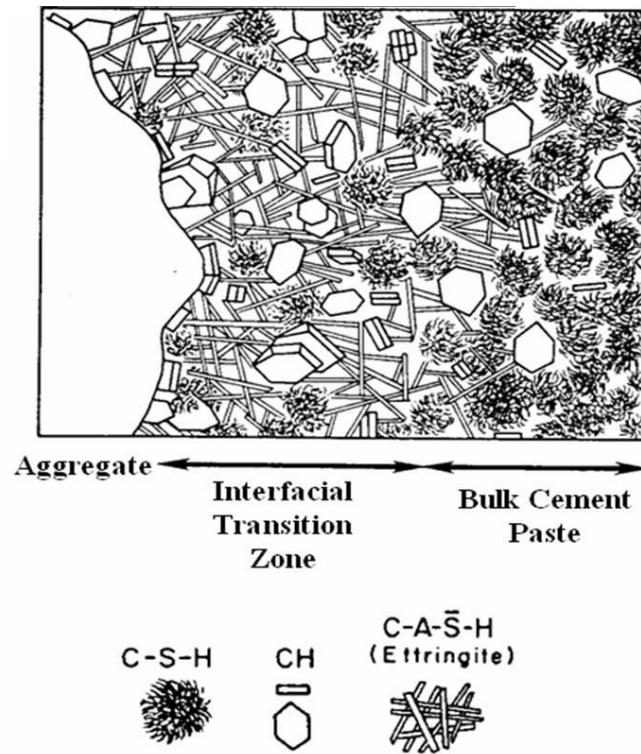 Aggregate
Interfacial
Transition
Zone
Bulk Cement
Paste
C-S-H
CH
C-A-S̄-H
(Ettringite)